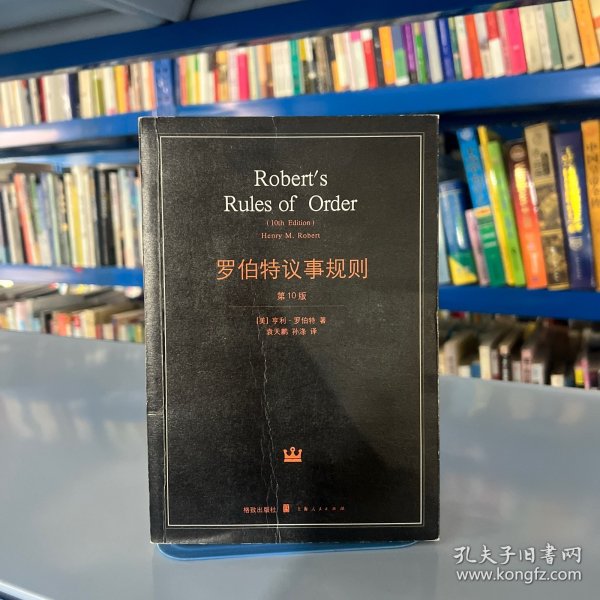 Robert's
Rules of Order
(10th Edition)
Henry M. Robert
罗伯特议事规则
第10版
[美] 亨利·罗伯特 著
袁天鹏 孙涤 译
格致出版社 上海人民出版社
孔夫子旧书网
www.kongfz.com